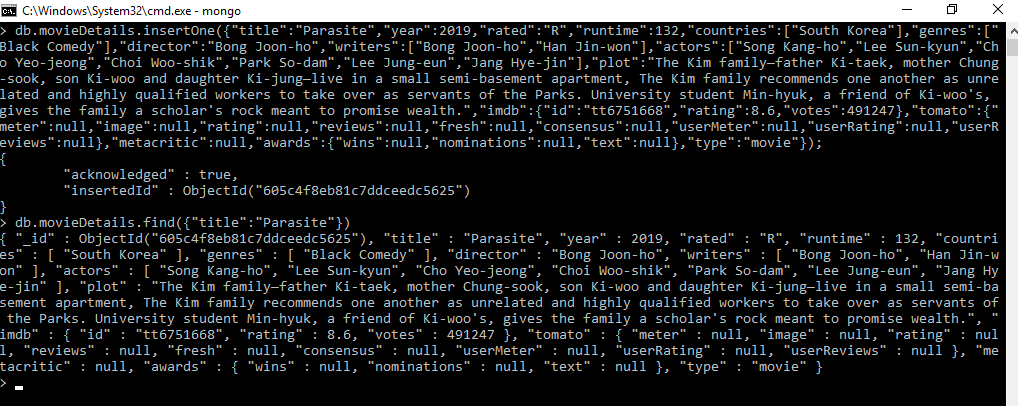 C:\Windows\System32\cmd.exe - mongo
> db.movieDetails.insertOne({"title":"Parasite","year":2019,"rated":"R","runtime":132,"countries":["South Korea"],"genres":["
Black Comedy"],"director":"Bong Joon-ho","writers":["Bong Joon-ho","Han Jin-won"],"actors":["Song Kang-ho","Lee Sun-kyun","Ch
o Yeo-jeong","Choi Woo-shik","Park So-dam","Lee Jung-eun","Jang Hye-jin"],"plot":"The Kim family—father Ki-taek, mother Chung
-sook, son Ki-woo and daughter Ki-jung—live in a small semi-basement apartment, The Kim family recommends one another as unre
lated and highly qualified workers to take over as servants of the Parks. University student Min-hyuk, a friend of Ki-woo's,
gives the family a scholar's rock meant to promise wealth.","imdb":{"id":"tt6751668","rating":8.6,"votes":491247},"tomato":{"
meter":null,"image":null,"rating":null,"reviews":null,"fresh":null,"consensus":null,"userMeter":null,"userRating":null,"userR
eviews":null},"metacritic":null,"awards":{"wins":null,"nominations":null,"text":null},"type":"movie"});
{
"acknowledged" : true,
"insertedId" : ObjectId("605c4f8eb81c7ddceedc5625")
}
> db.movieDetails.find({"title":"Parasite"})
{ "_id" : ObjectId("605c4f8eb81c7ddceedc5625"), "title" : "Parasite", "year" : 2019, "rated" : "R", "runtime" : 132, "countri
es" : [ "South Korea" ], "genres" : [ "Black Comedy" ], "director" : "Bong Joon-ho", "writers" : [ "Bong Joon-ho", "Han Jin-w
on" ], "actors" : [ "Song Kang-ho", "Lee Sun-kyun", "Cho Yeo-jeong", "Choi Woo-shik", "Park So-dam", "Lee Jung-eun", "Jang Hy
e-jin" ], "plot" : "The Kim family—father Ki-taek, mother Chung-sook, son Ki-woo and daughter Ki-jung—live in a small semi-ba
sement apartment, The Kim family recommends one another as unrelated and highly qualified workers to take over as servants of
the Parks. University student Min-hyuk, a friend of Ki-woo's, gives the family a scholar's rock meant to promise wealth.", "
imdb" : { "id" : "tt6751668", "rating" : 8.6, "votes" : 491247 }, "tomato" : { "meter" : null, "image" : null, "rating" : nul
l, "reviews" : null, "fresh" : null, "consensus" : null, "userMeter" : null, "userRating" : null, "userReviews" : null }, "me
tacritic" : null, "awards" : { "wins" : null, "nominations" : null, "text" : null }, "type" : "movie" }
>